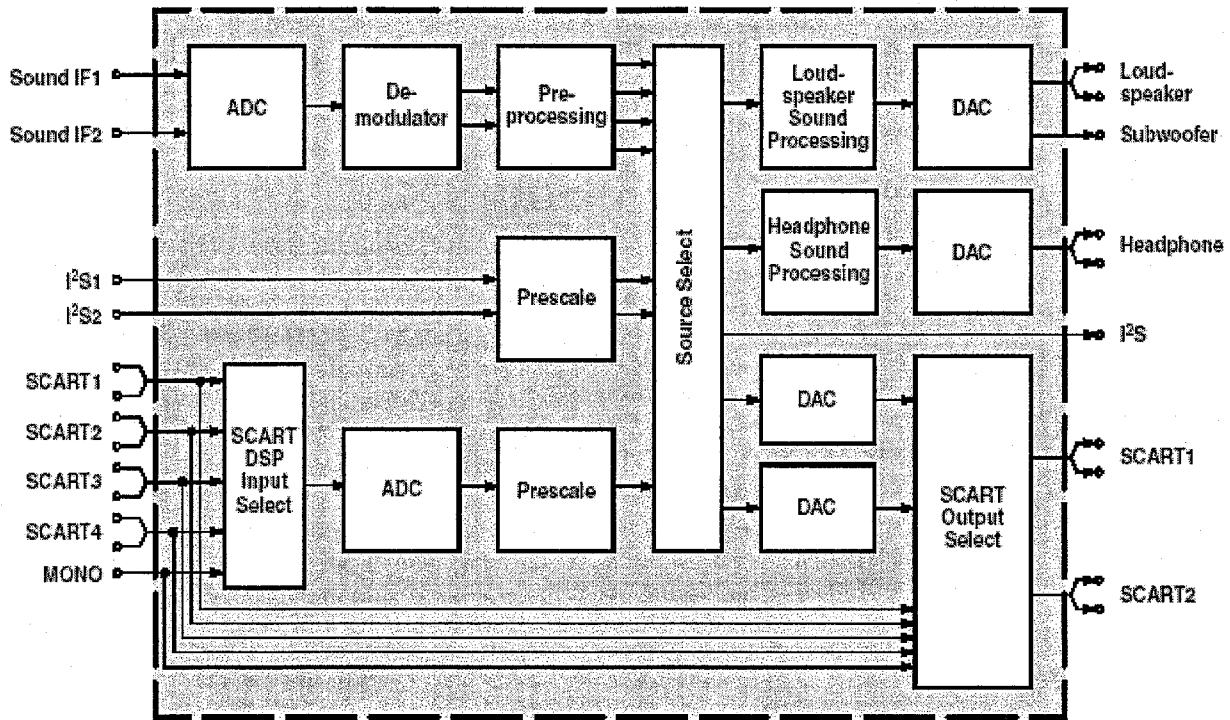 Sound IF1
Sound IF2
ADC
De-
modulator
Pre-
processing
Loud-
speaker
Sound
Processing
DAC
Loud-
speaker
Subwoofer
Headphone
Sound
Processing
DAC
Headphone
I²S1
I²S2
Prescale
Source Select
I²S
SCART1
SCART2
SCART3
SCART4
MONO
SCART
DSP
Input
Select
ADC
Prescale
DAC
DAC
SCART
Output
Select
SCART1
SCART2